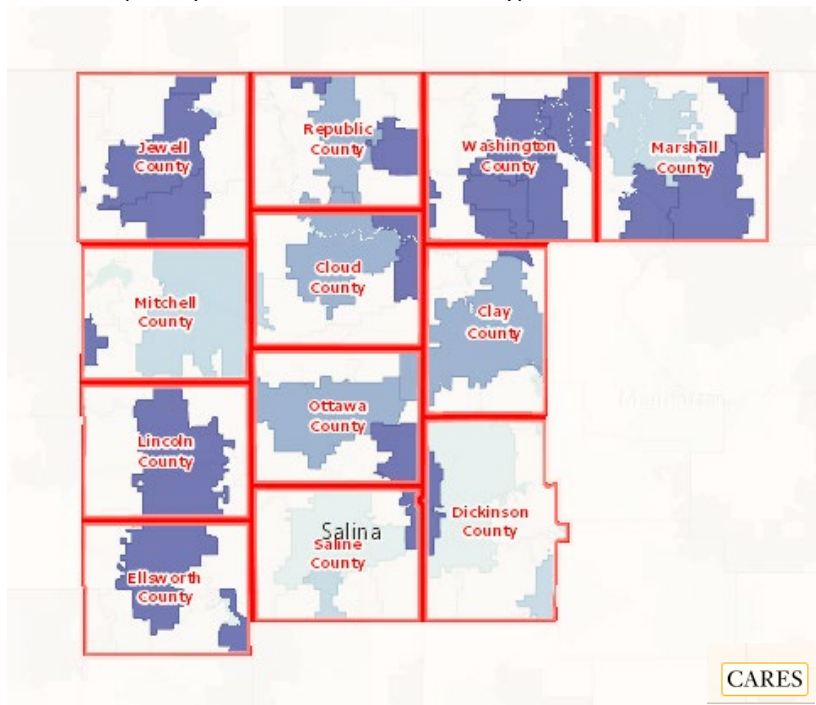 Jewell
County
Republic
County
Washington
County
Marshall
County
Mitchell
County
Cloud
County
Clay
County
Lincoln
County
Ottawa
County
Salina
Saline
County
Dickinson
County
Ellsworth
County
CARES